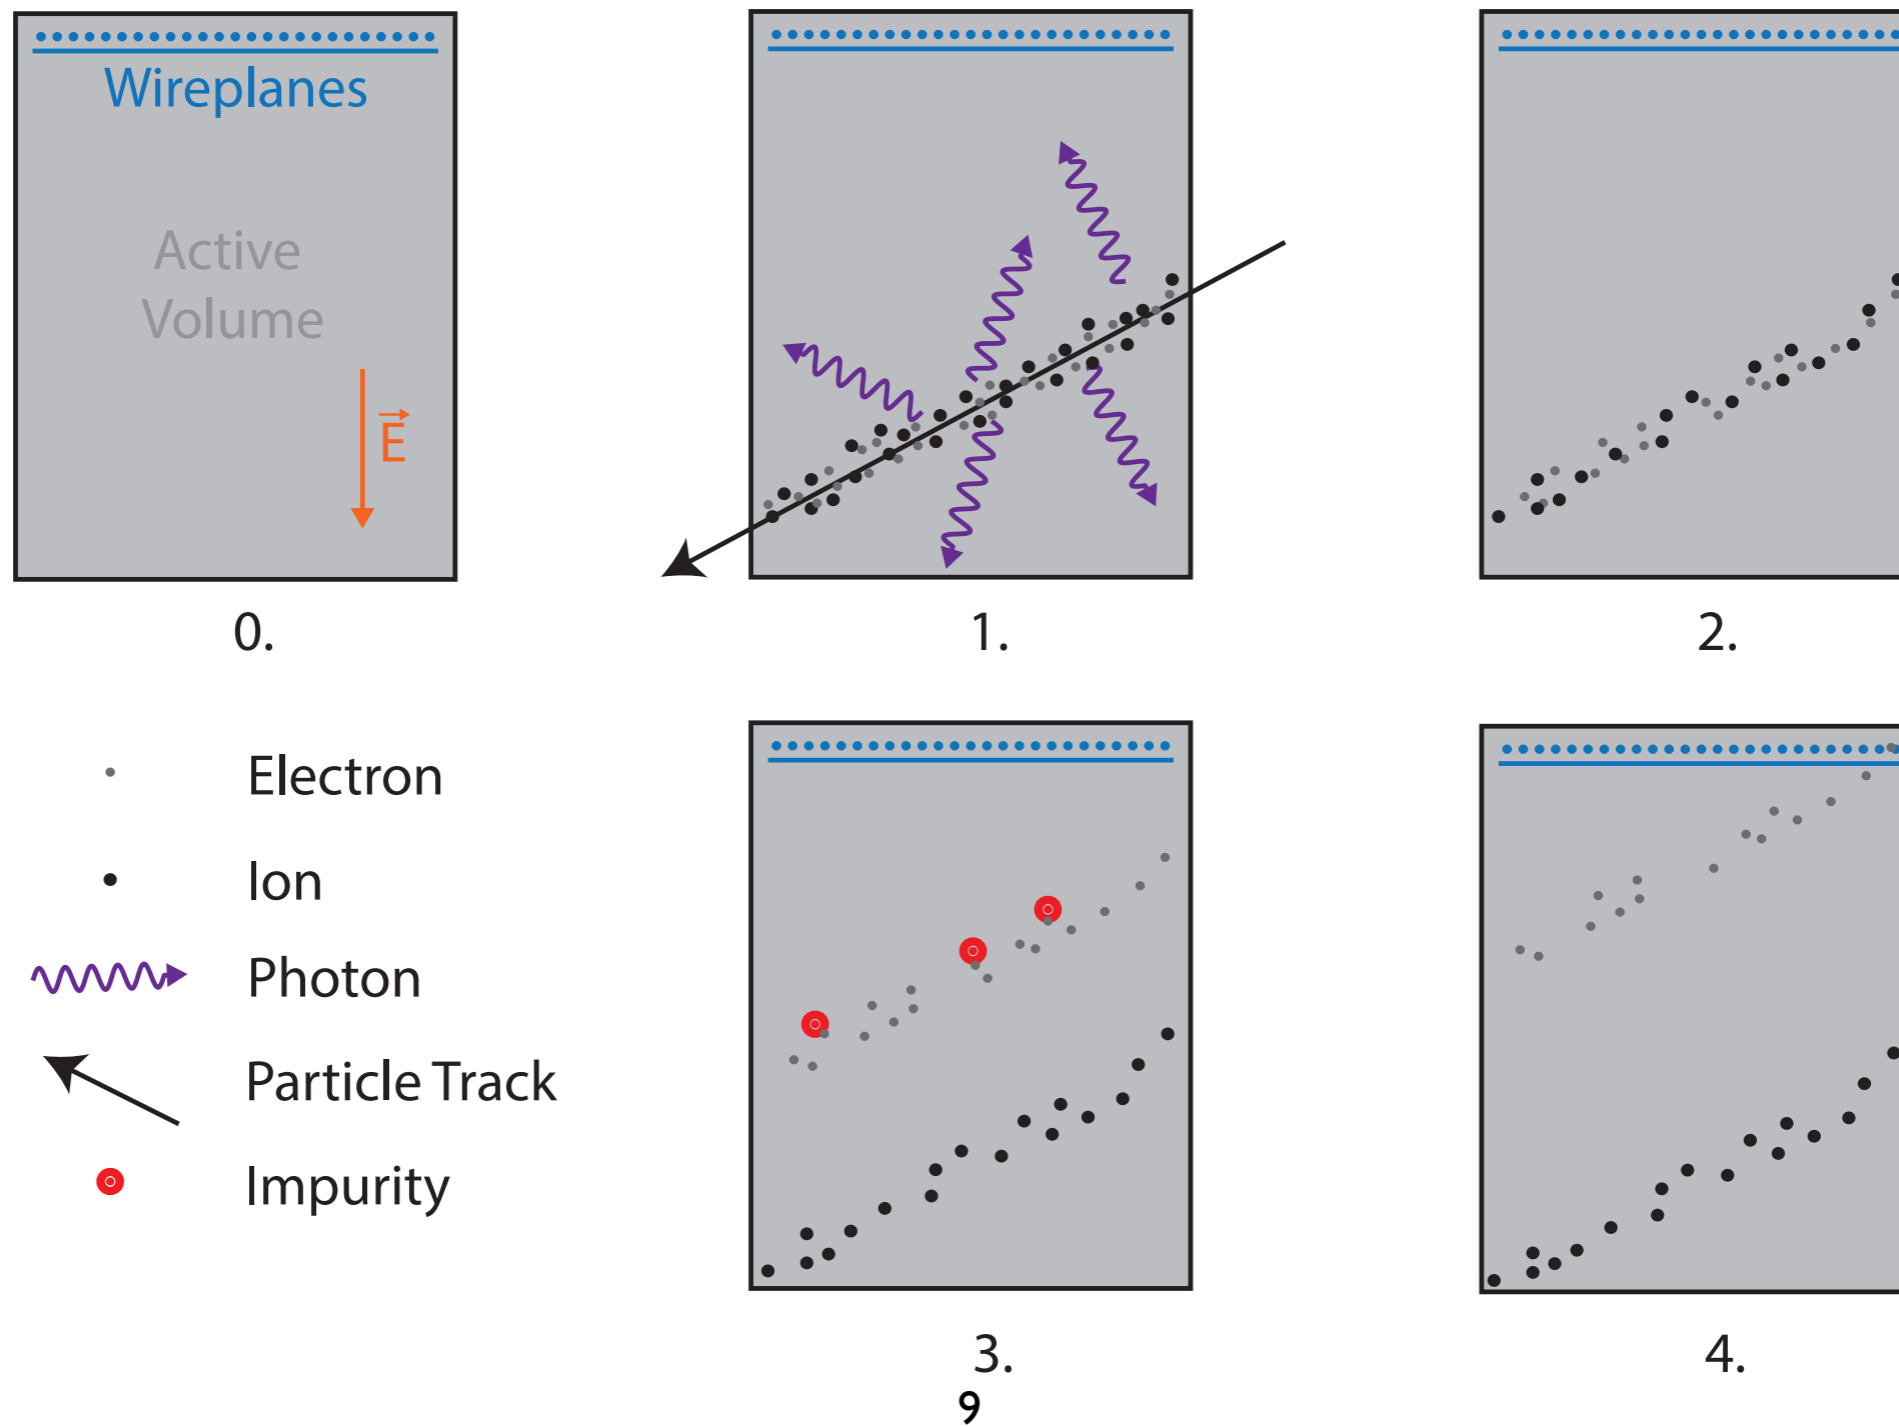 Wireplanes
Active
Volume
E
0.
1.
2.
Electron
Ion
Photon
Particle Track
Impurity
3.
4.
9